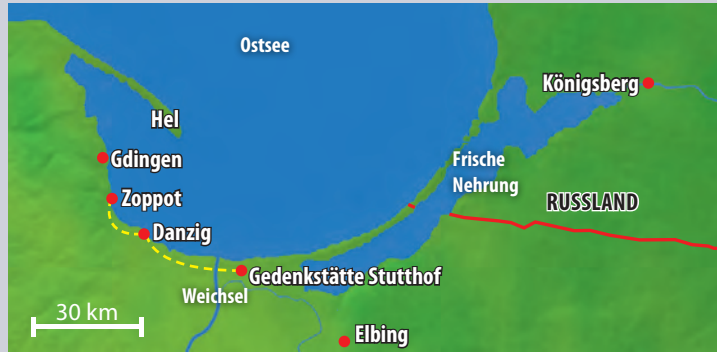 Ostsee
Königsberg
Hel
Gdingen
Frische
Nehrung
Zoppot
RUSSLAND
Danzig
Gedenkstätte Stutthof
Weichsel
30 km
Elbing